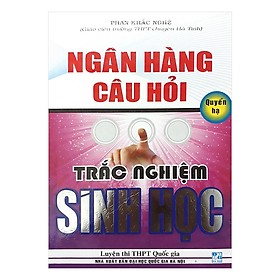 PHAN KHẮC NGHỆ
(Giáo viên trường THPT chuyên Hà Tĩnh)
NGÂN HÀNG
CÂU HỎI
Quyển hạ
TRẮC NGHIỆM
SINH HỌC
Luyện thi THPT Quốc gia
NHÀ XUẤT BẢN ĐẠI HỌC QUỐC GIA HÀ NỘI